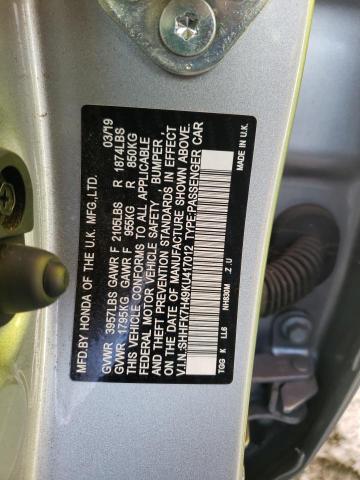 MFD.BY HONDA OF THE U.K. MFG.,LTD. 03/19
GVWR 3957LBS GAWR F 2105LBS R 1874LBS
GVWR 1795KG GAWR F 955KG R 850KG
THIS VEHICLE CONFORMS TO ALL APPLICABLE
FEDERAL MOTOR VEHICLE SAFETY, BUMPER,
AND THEFT PREVENTION STANDARDS IN EFFECT
ON THE DATE OF MANUFACTURE SHOWN ABOVE.
V.I.N.:SHHFK7H49KU417012 TYPE:PASSENGER CAR
MADE IN U.K.
TGG K LL6 NH830M Z U